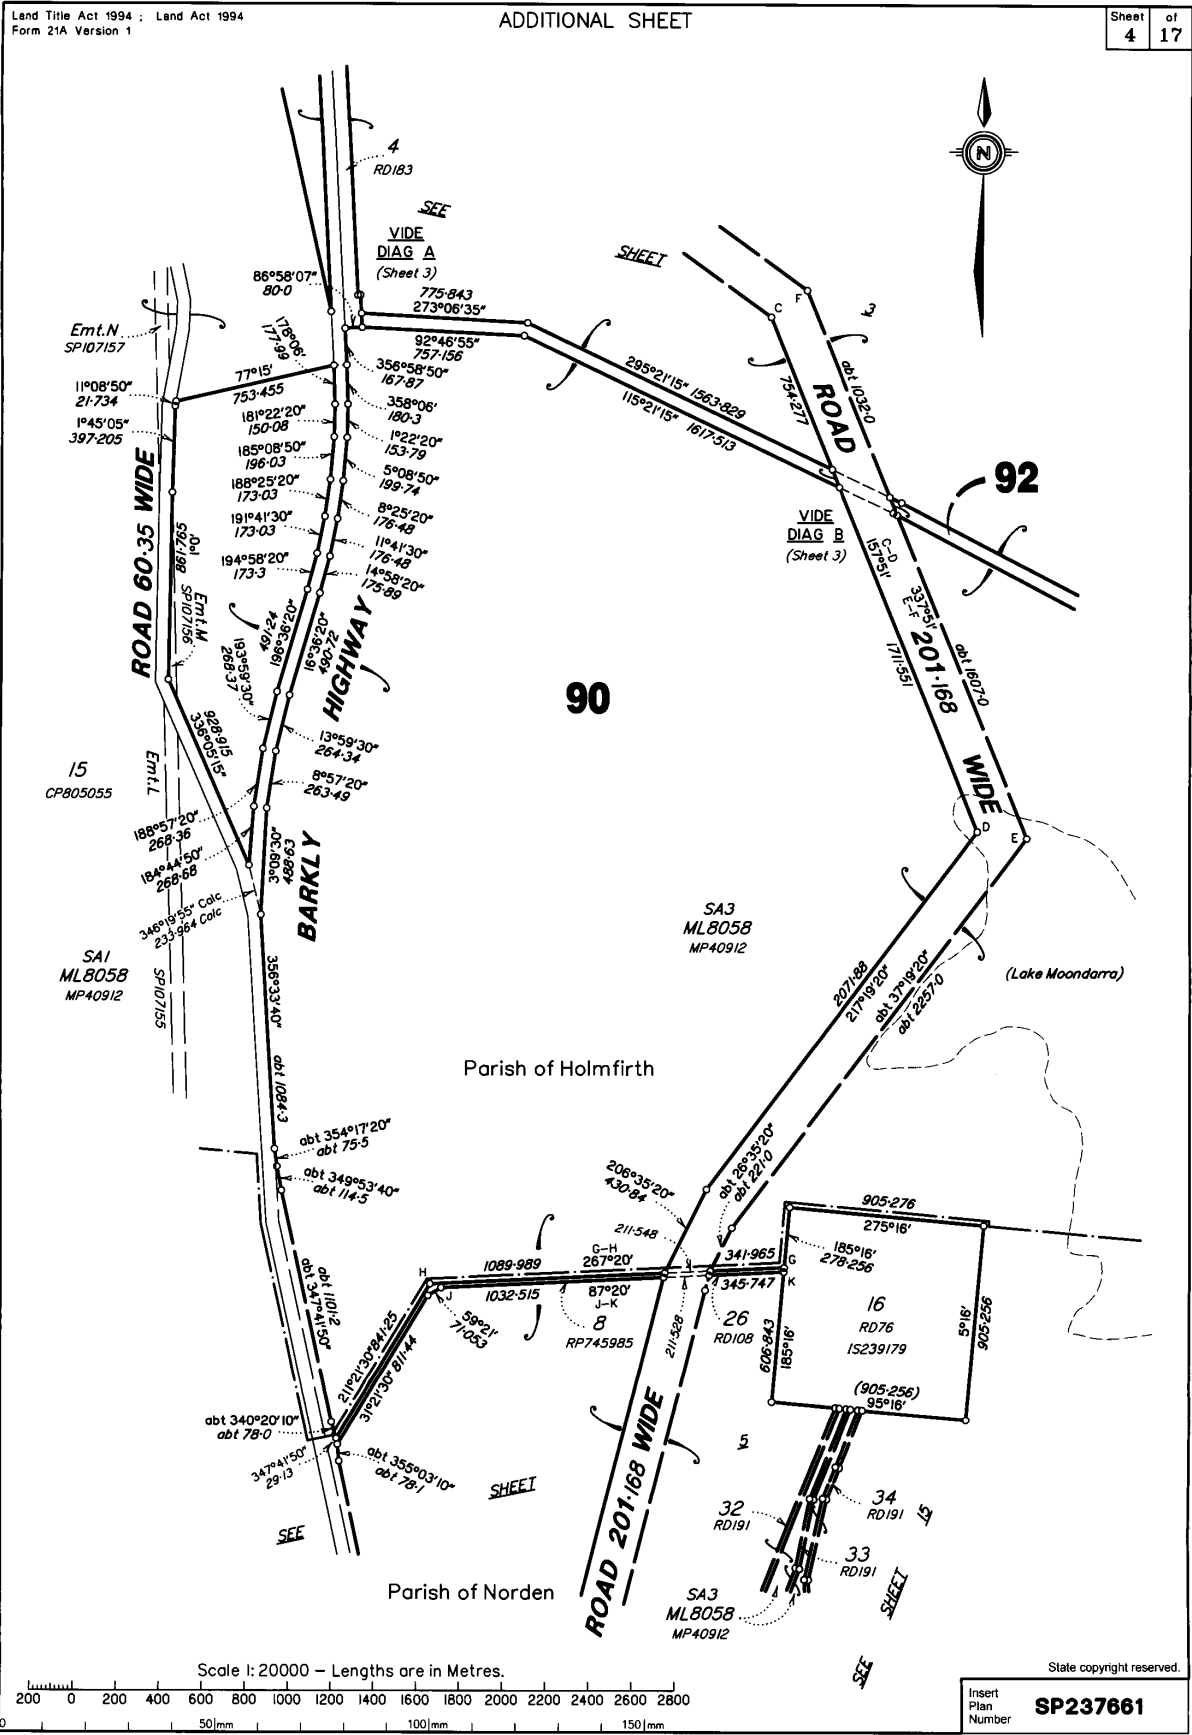 Land Title Act 1994 ; Land Act 1994
Form 21A Version 1
ADDITIONAL SHEET
Sheet of
4 17
4
RD183
SEE
SHEET
3
N
VIDE
DIAG A
(Sheet 3)
86°58'07"
80·0
775·843
273°06'35"
92°46'55"
757·156
F
C
Emt.N
SP107157
178°06'
177·99
356°58'50"
167·87
77°15'
753·455
11°08'50"
21·734
1°45'05"
397·205
358°06'
180·3
181°22'20"
150·08
1°22'20"
153·79
185°08'50"
196·03
5°08'50"
199·74
188°25'20"
173·03
8°25'20"
176·48
191°41'30"
173·03
11°41'30"
176·48
194°58'20"
173·3
14°58'20"
175·89
295°21'15" 1563·829
115°21'15" 1617·513
754·277
ROAD
abt 1032·0
92
VIDE
DIAG B
(Sheet 3)
C-D
157°51'
337°51'
E-F
201·168
abt 1607·0
1711·551
WIDE
D
E
ROAD 60·35 WIDE
0°01'
861·595
Emt.M
SP107156
491·24
196°36'20"
16°36'20"
490·72
193°59'30"
268·37
HIGHWAY
90
13°59'30"
264·34
8°57'20"
263·49
928·915
336°05'15"
Emt.L
15
CP805055
188°57'20"
268·36
184°44'50"
268·68
3°09'30"
488·63
BARKLY
346°19'55" Calc
233·964 Calc
SA1
ML8058
MP40912
SP107155
SA3
ML8058
MP40912
2071·88
217°19'20"
abt 37°19'20"
abt 2257·0
(Lake Moondarra)
356°33'40"
abt 1084·3
Parish of Holmfirth
abt 354°17'20"
abt 75·5
abt 349°53'40"
abt 114·5
206°35'20"
430·84
abt 26°35'20"
abt 221·0
905·276
275°16'
185°16'
278·256
211·548
341·965
345·747
G
K
G-H
1089·989
267°20'
1032·515
87°20'
J-K
H
J
59°21'
71·053
8
RP745985
211·528
26
RD108
606·843
185°16'
16
RD76
IS239179
5°16'
905·256
(905·256)
95°16'
abt 1101·2
abt 347°41'50"
211°21'30" 841·25
31°21'30" 811·44
abt 340°20'10"
abt 78·0
347°41'50"
29·13
abt 355°03'10"
abt 78·1
SEE
SHEET
5
ROAD 201·168 WIDE
32
RD191
34
RD191
33
RD191
SEE
SHEET
15
Parish of Norden
SA3
ML8058
MP40912
Scale 1: 20000 – Lengths are in Metres.
200 0 200 400 600 800 1000 1200 1400 1600 1800 2000 2200 2400 2600 2800
0 50 mm 100 mm 150 mm
State copyright reserved.
Insert
Plan
Number
SP237661